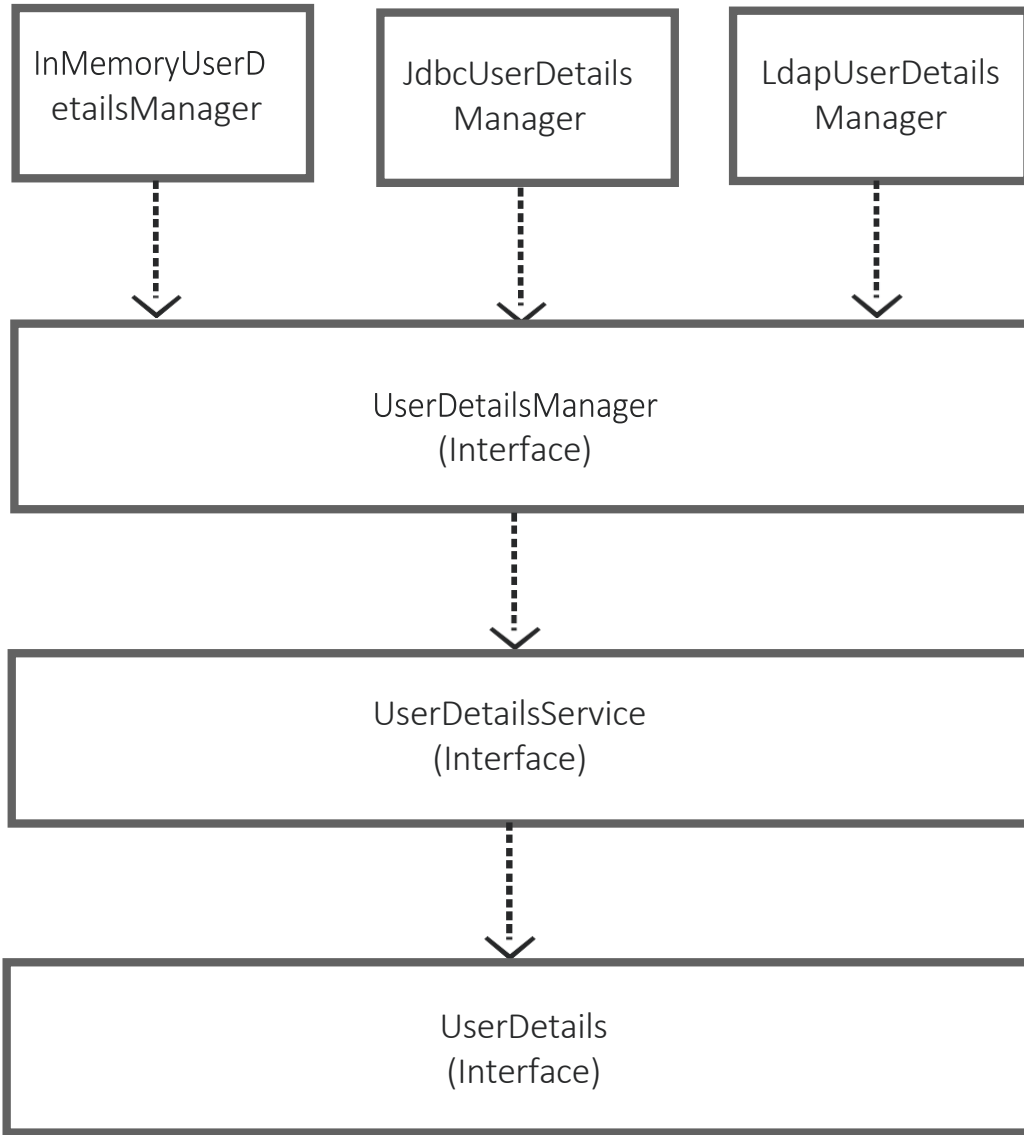 InMemoryUserD
etailsManager
JdbcUserDetails
Manager
LdapUserDetails
Manager
UserDetailsManager
(Interface)
UserDetailsService
(Interface)
UserDetails
(Interface)